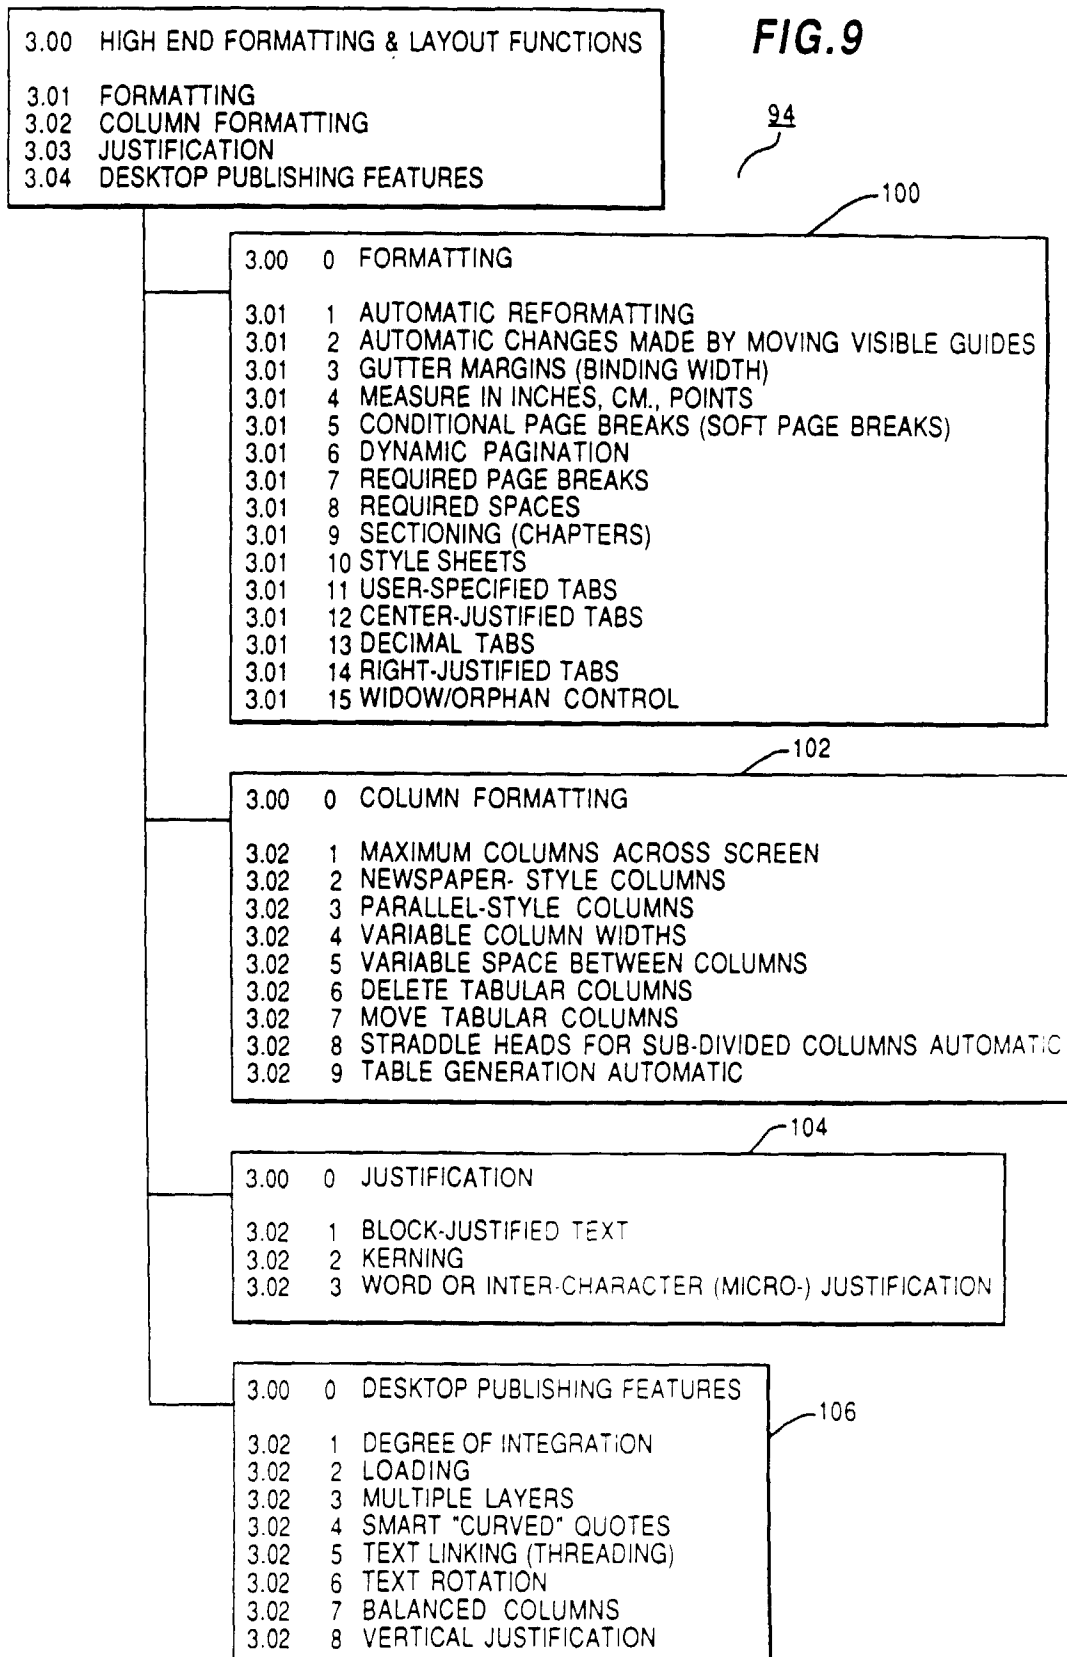 FIG.9
3.00 HIGH END FORMATTING & LAYOUT FUNCTIONS
3.01 FORMATTING
3.02 COLUMN FORMATTING
3.03 JUSTIFICATION
3.04 DESKTOP PUBLISHING FEATURES
94
100
3.00 0 FORMATTING
3.01 1 AUTOMATIC REFORMATTING
3.01 2 AUTOMATIC CHANGES MADE BY MOVING VISIBLE GUIDES
3.01 3 GUTTER MARGINS (BINDING WIDTH)
3.01 4 MEASURE IN INCHES, CM., POINTS
3.01 5 CONDITIONAL PAGE BREAKS (SOFT PAGE BREAKS)
3.01 6 DYNAMIC PAGINATION
3.01 7 REQUIRED PAGE BREAKS
3.01 8 REQUIRED SPACES
3.01 9 SECTIONING (CHAPTERS)
3.01 10 STYLE SHEETS
3.01 11 USER-SPECIFIED TABS
3.01 12 CENTER-JUSTIFIED TABS
3.01 13 DECIMAL TABS
3.01 14 RIGHT-JUSTIFIED TABS
3.01 15 WIDOW/ORPHAN CONTROL
102
3.00 0 COLUMN FORMATTING
3.02 1 MAXIMUM COLUMNS ACROSS SCREEN
3.02 2 NEWSPAPER- STYLE COLUMNS
3.02 3 PARALLEL-STYLE COLUMNS
3.02 4 VARIABLE COLUMN WIDTHS
3.02 5 VARIABLE SPACE BETWEEN COLUMNS
3.02 6 DELETE TABULAR COLUMNS
3.02 7 MOVE TABULAR COLUMNS
3.02 8 STRADDLE HEADS FOR SUB-DIVIDED COLUMNS AUTOMATIC
3.02 9 TABLE GENERATION AUTOMATIC
104
3.00 0 JUSTIFICATION
3.02 1 BLOCK-JUSTIFIED TEXT
3.02 2 KERNING
3.02 3 WORD OR INTER-CHARACTER (MICRO-) JUSTIFICATION
106
3.00 0 DESKTOP PUBLISHING FEATURES
3.02 1 DEGREE OF INTEGRATION
3.02 2 LOADING
3.02 3 MULTIPLE LAYERS
3.02 4 SMART "CURVED" QUOTES
3.02 5 TEXT LINKING (THREADING)
3.02 6 TEXT ROTATION
3.02 7 BALANCED COLUMNS
3.02 8 VERTICAL JUSTIFICATION